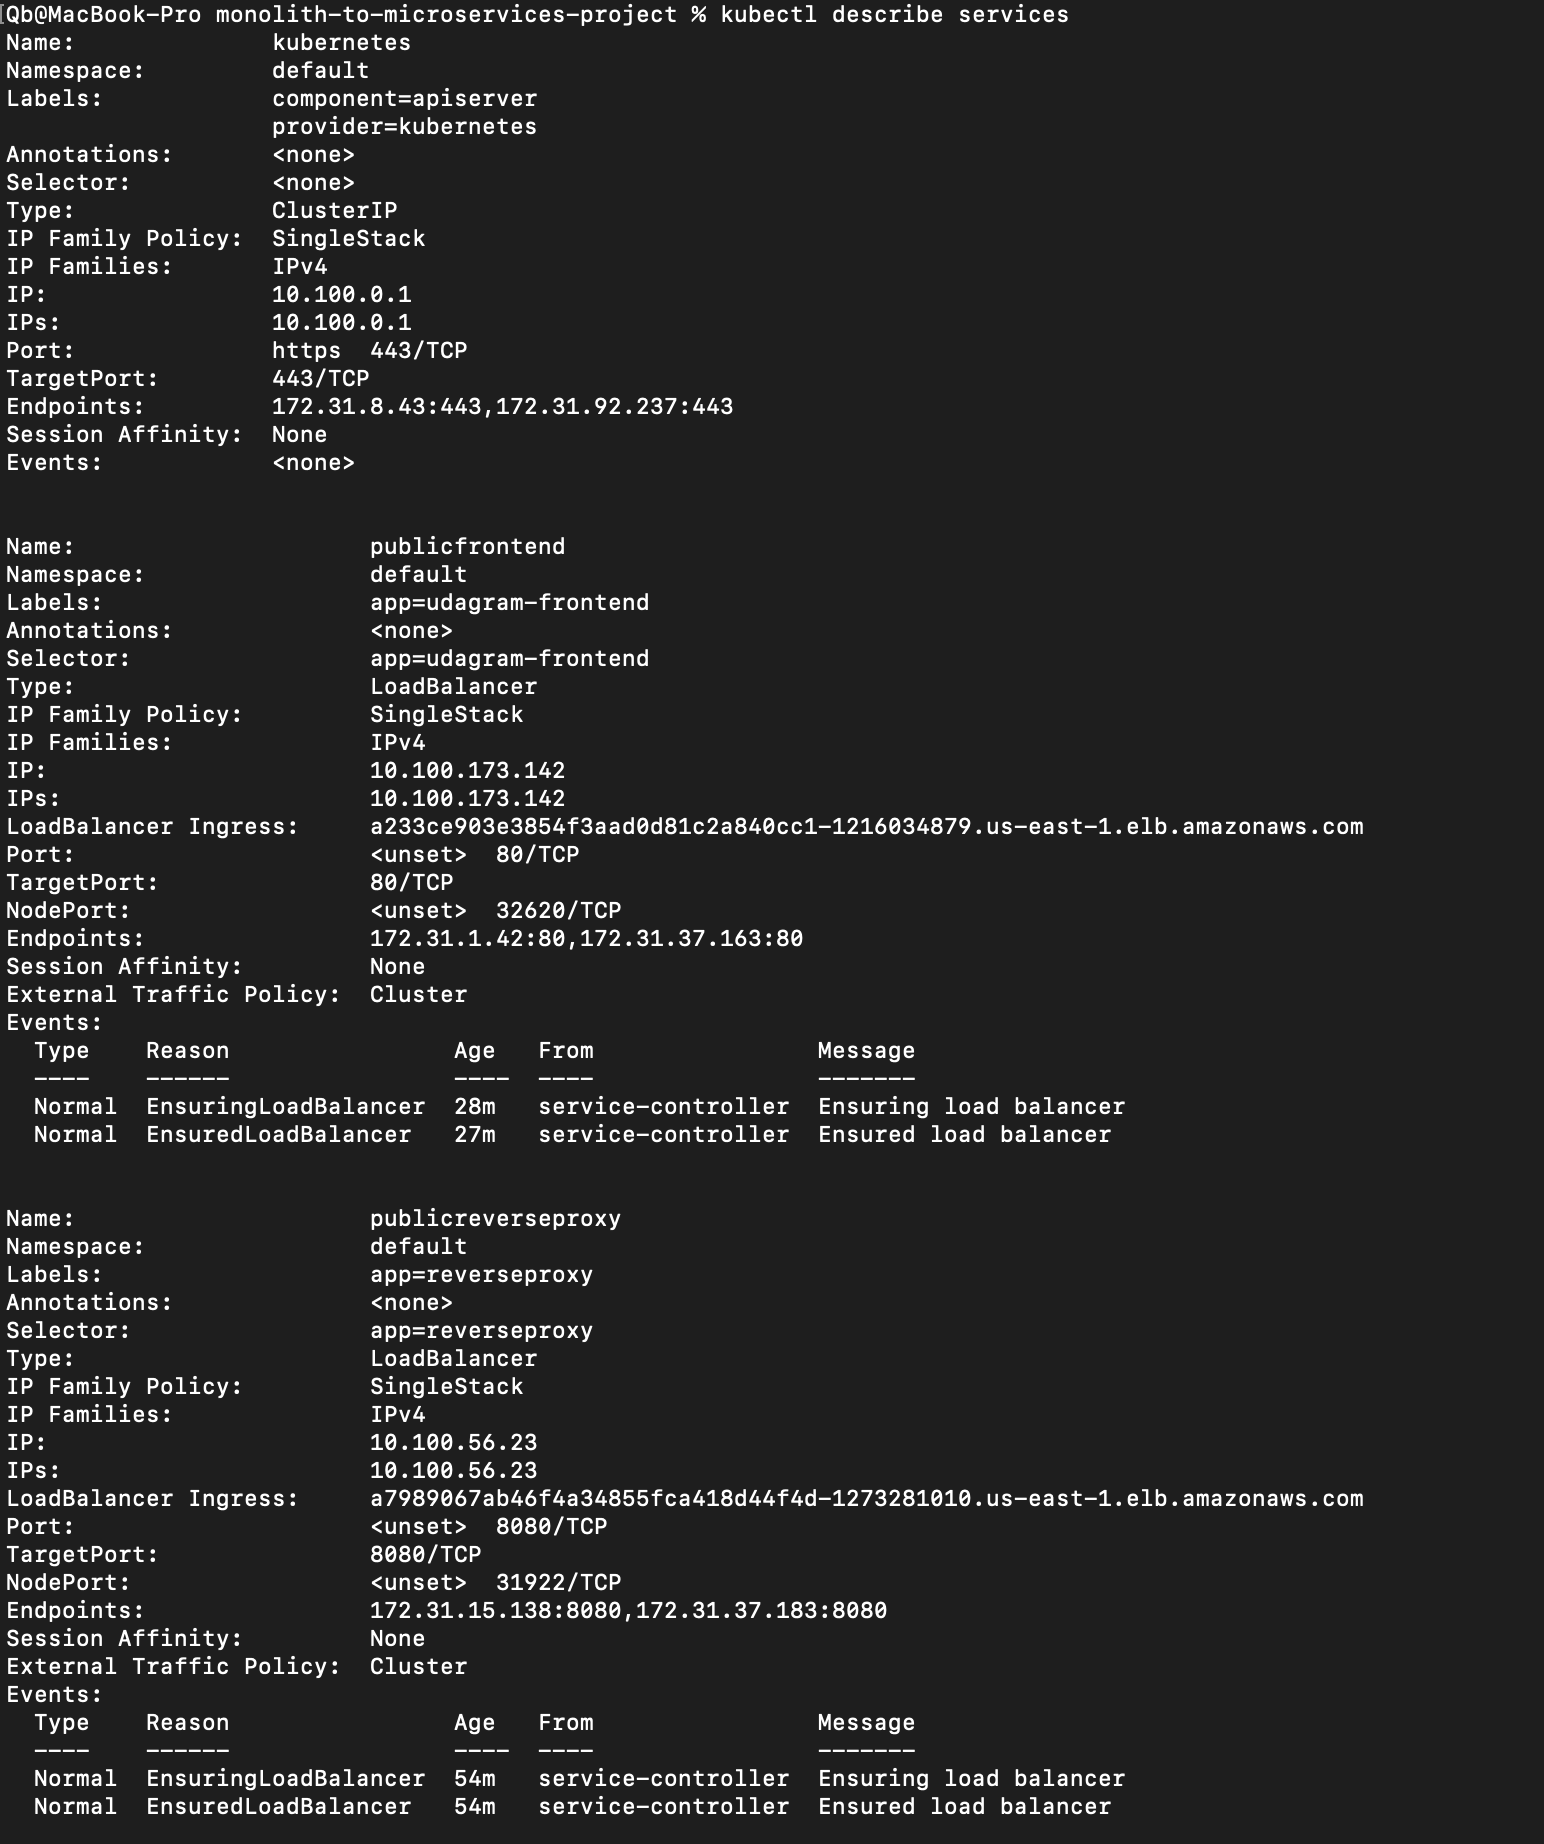 Qb@MacBook-Pro monolith-to-microservices-project % kubectl describe services
Name:              kubernetes
Namespace:         default
Labels:            component=apiserver
                   provider=kubernetes
Annotations:       <none>
Selector:          <none>
Type:              ClusterIP
IP Family Policy:  SingleStack
IP Families:       IPv4
IP:                10.100.0.1
IPs:               10.100.0.1
Port:              https  443/TCP
TargetPort:        443/TCP
Endpoints:         172.31.8.43:443,172.31.92.237:443
Session Affinity:  None
Events:            <none>

Name:                     publicfrontend
Namespace:                default
Labels:                   app=udagram-frontend
Annotations:              <none>
Selector:                 app=udagram-frontend
Type:                     LoadBalancer
IP Family Policy:         SingleStack
IP Families:              IPv4
IP:                       10.100.173.142
IPs:                      10.100.173.142
LoadBalancer Ingress:     a233ce903e3854f3aad0d81c2a840cc1-1216034879.us-east-1.elb.amazonaws.com
Port:                     <unset>  80/TCP
TargetPort:               80/TCP
NodePort:                 <unset>  32620/TCP
Endpoints:                172.31.1.42:80,172.31.37.163:80
Session Affinity:         None
External Traffic Policy:  Cluster
Events:
  Type    Reason                Age   From                Message
  ----    ------                ----  ----                -------
  Normal  EnsuringLoadBalancer  28m   service-controller  Ensuring load balancer
  Normal  EnsuredLoadBalancer   27m   service-controller  Ensured load balancer

Name:                     publicreverseproxy
Namespace:                default
Labels:                   app=reverseproxy
Annotations:              <none>
Selector:                 app=reverseproxy
Type:                     LoadBalancer
IP Family Policy:         SingleStack
IP Families:              IPv4
IP:                       10.100.56.23
IPs:                      10.100.56.23
LoadBalancer Ingress:     a7989067ab46f4a34855fca418d44f4d-1273281010.us-east-1.elb.amazonaws.com
Port:                     <unset>  8080/TCP
TargetPort:               8080/TCP
NodePort:                 <unset>  31922/TCP
Endpoints:                172.31.15.138:8080,172.31.37.183:8080
Session Affinity:         None
External Traffic Policy:  Cluster
Events:
  Type    Reason                Age   From                Message
  ----    ------                ----  ----                -------
  Normal  EnsuringLoadBalancer  54m   service-controller  Ensuring load balancer
  Normal  EnsuredLoadBalancer   54m   service-controller  Ensured load balancer